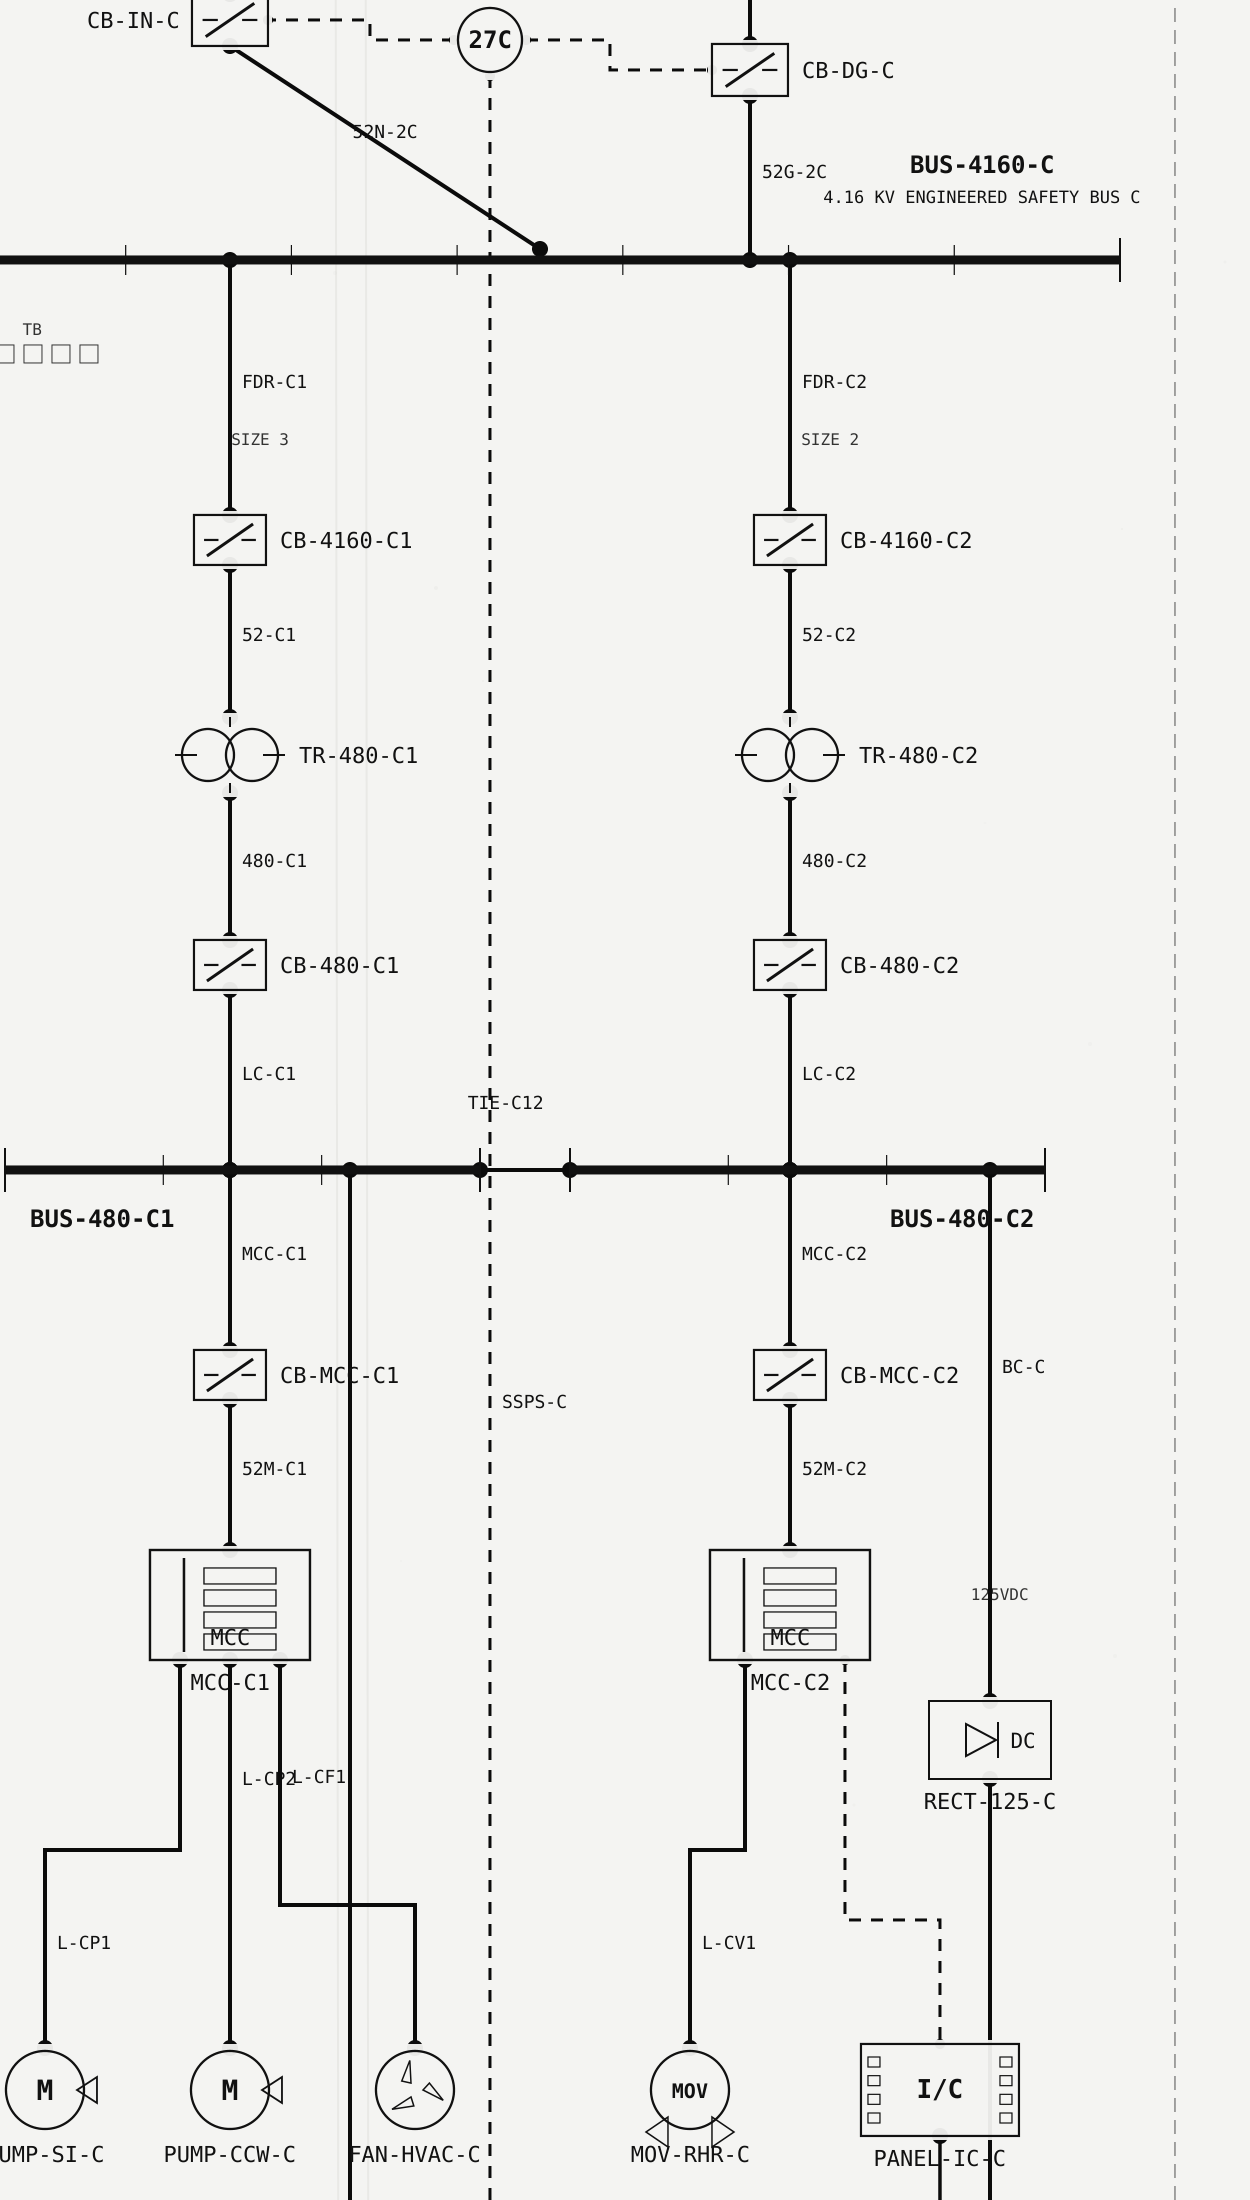 CB-IN-C
27C
CB-DG-C
52N-2C
52G-2C
BUS-4160-C
4.16 KV ENGINEERED SAFETY BUS C
TB
FDR-C1
FDR-C2
SIZE 3
SIZE 2
CB-4160-C1
CB-4160-C2
52-C1
52-C2
TR-480-C1
TR-480-C2
480-C1
480-C2
CB-480-C1
CB-480-C2
LC-C1
LC-C2
TIE-C12
BUS-480-C1
BUS-480-C2
MCC-C1
MCC-C2
CB-MCC-C1
CB-MCC-C2
BC-C
SSPS-C
52M-C1
52M-C2
125VDC
MCC
MCC
MCC-C1
MCC-C2
DC
RECT-125-C
L-CP2
L-CF1
L-CP1
L-CV1
M
M
MOV
I/C
UMP-SI-C
PUMP-CCW-C
FAN-HVAC-C
MOV-RHR-C
PANEL-IC-C